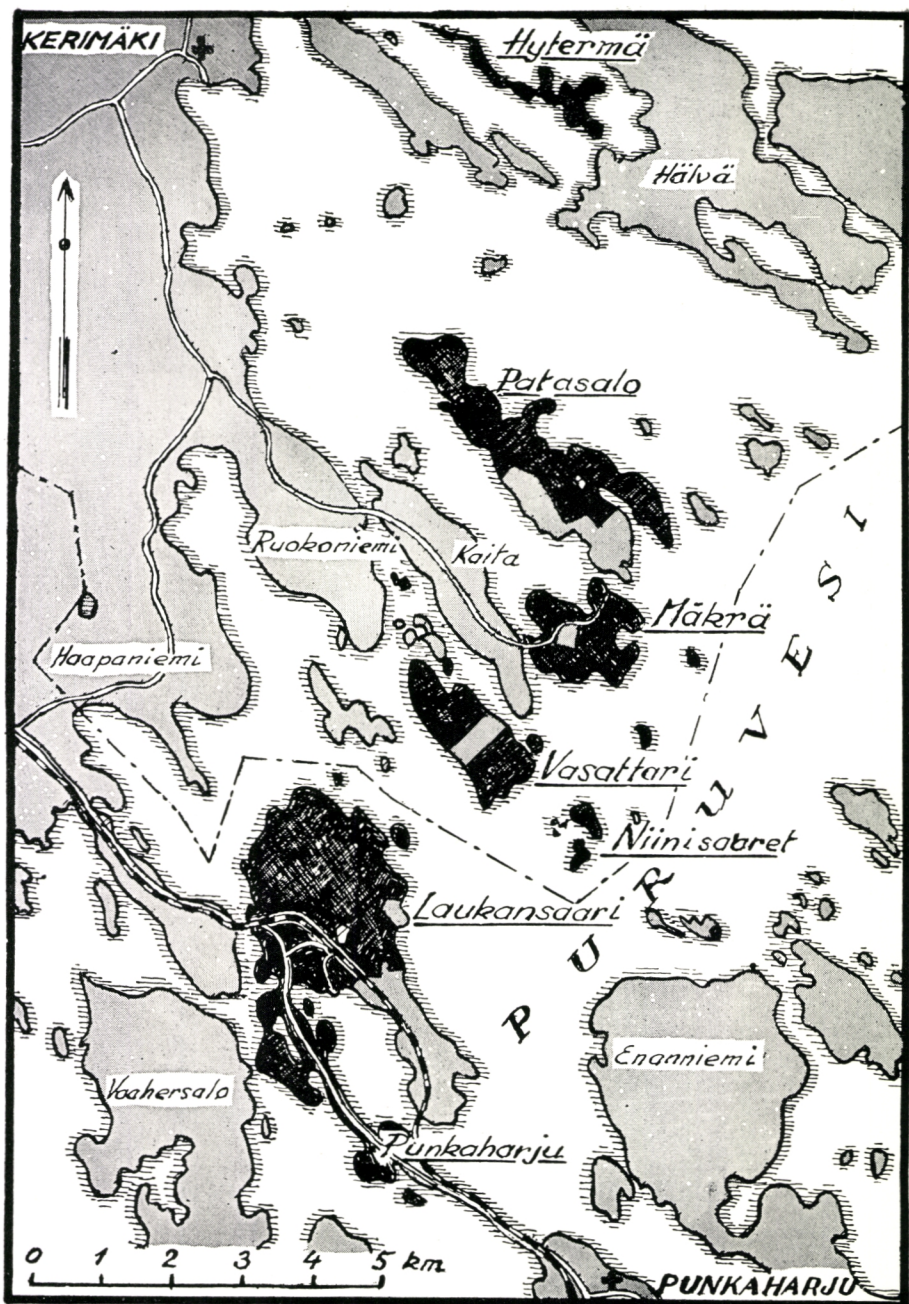 KERIMÄKI
Hytermä
Hälvä
Patasalo
Ruokoniemi
Kaita
Mäkrä
Haapaniemi
Vasattari
Niinisaaret
Laukansaari
PURUVESI
Enanniemi
Vaahersalo
Punkaharju
0 1 2 3 4 5 km
PUNKAHARJU